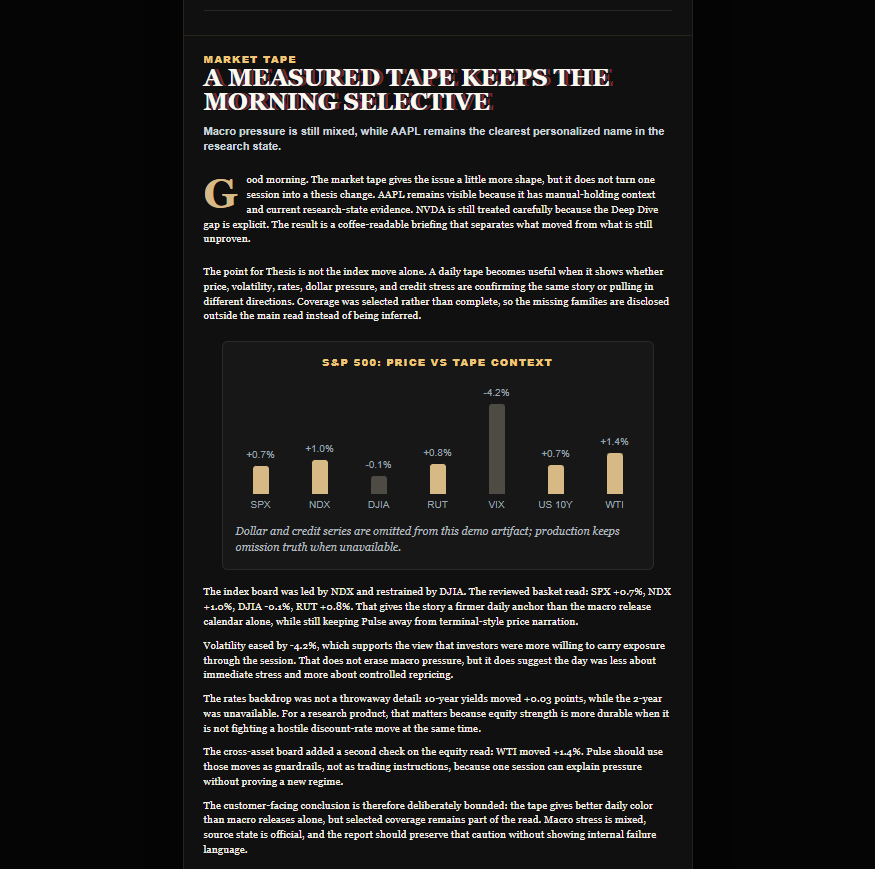 MARKET TAPE
A MEASURED TAPE KEEPS THE
MORNING SELECTIVE
Macro pressure is still mixed, while AAPL remains the clearest personalized name in the
research state.
Good morning. The market tape gives the issue a little more shape, but it does not turn one
session into a thesis change. AAPL remains visible because it has manual-holding context
and current research-state evidence. NVDA is still treated carefully because the Deep Dive
gap is explicit. The result is a coffee-readable briefing that separates what moved from what is still
unproven.
The point for Thesis is not the index move alone. A daily tape becomes useful when it shows whether
price, volatility, rates, dollar pressure, and credit stress are confirming the same story or pulling in
different directions. Coverage was selected rather than complete, so the missing families are disclosed
outside the main read instead of being inferred.
S&P 500: PRICE VS TAPE CONTEXT
+0.7% +1.0% -0.1% +0.8% -4.2% +0.7% +1.4%
SPX NDX DJIA RUT VIX US 10Y WTI
Dollar and credit series are omitted from this demo artifact; production keeps
omission truth when unavailable.
The index board was led by NDX and restrained by DJIA. The reviewed basket read: SPX +0.7%, NDX
+1.0%, DJIA -0.1%, RUT +0.8%. That gives the story a firmer daily anchor than the macro release
calendar alone, while still keeping Pulse away from terminal-style price narration.
Volatility eased by -4.2%, which supports the view that investors were more willing to carry exposure
through the session. That does not erase macro pressure, but it does suggest the day was less about
immediate stress and more about controlled repricing.
The rates backdrop was not a throwaway detail: 10-year yields moved +0.03 points, while the 2-year
was unavailable. For a research product, that matters because equity strength is more durable when it
is not fighting a hostile discount-rate move at the same time.
The cross-asset board added a second check on the equity read: WTI moved +1.4%. Pulse should use
those moves as guardrails, not as trading instructions, because one session can explain pressure
without proving a new regime.
The customer-facing conclusion is therefore deliberately bounded: the tape gives better daily color
than macro releases alone, but selected coverage remains part of the read. Macro stress is mixed,
source state is official, and the report should preserve that caution without showing internal failure
language.